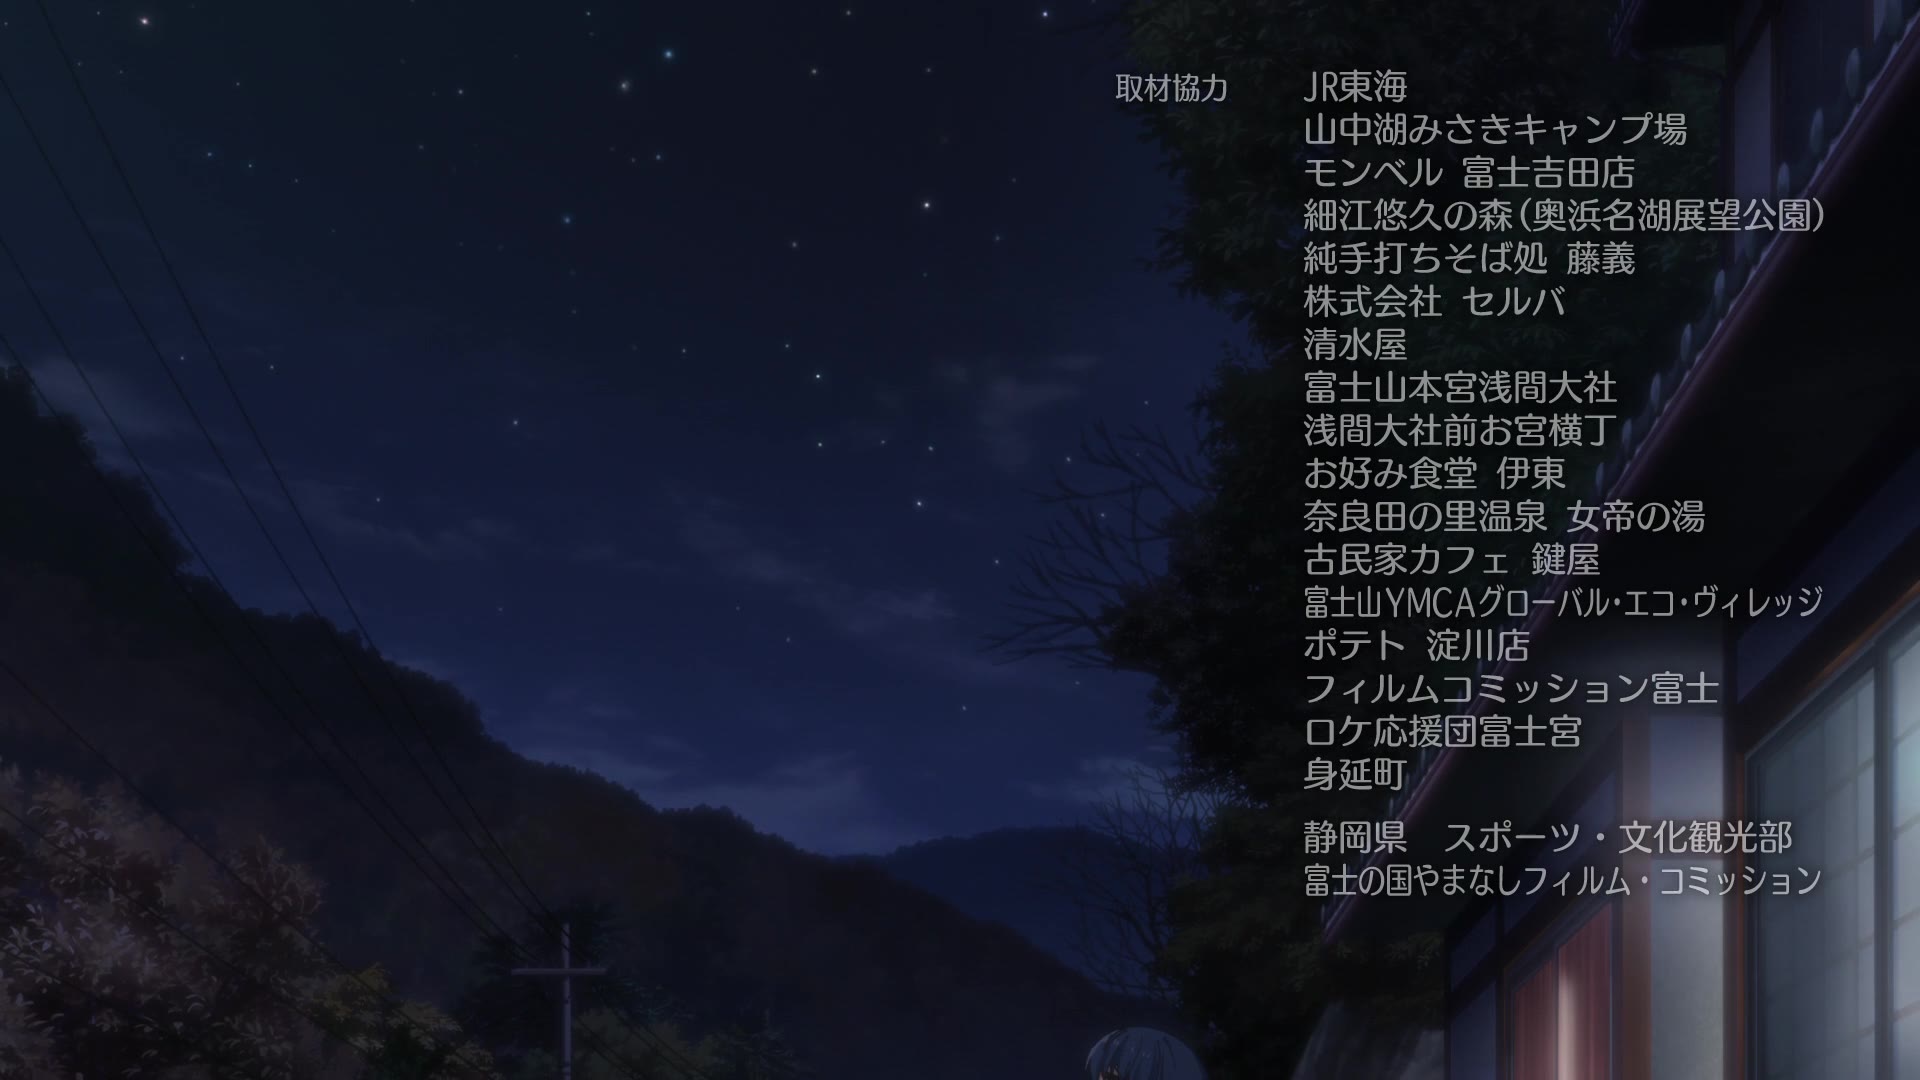 取材協力　JR東海
山中湖みさきキャンプ場
モンベル 富士吉田店
細江悠久の森(奥浜名湖展望公園)
純手打ちそば処 藤義
株式会社 セルバ
清水屋
富士山本宮浅間大社
浅間大社前お宮横丁
お好み食堂 伊東
奈良田の里温泉 女帝の湯
古民家カフェ 鍵屋
富士山YMCAグローバル・エコ・ヴィレッジ
ポテト 淀川店
フィルムコミッション富士
ロケ応援団富士宮
身延町
静岡県　スポーツ・文化観光部
富士の国やまなしフィルム・コミッション